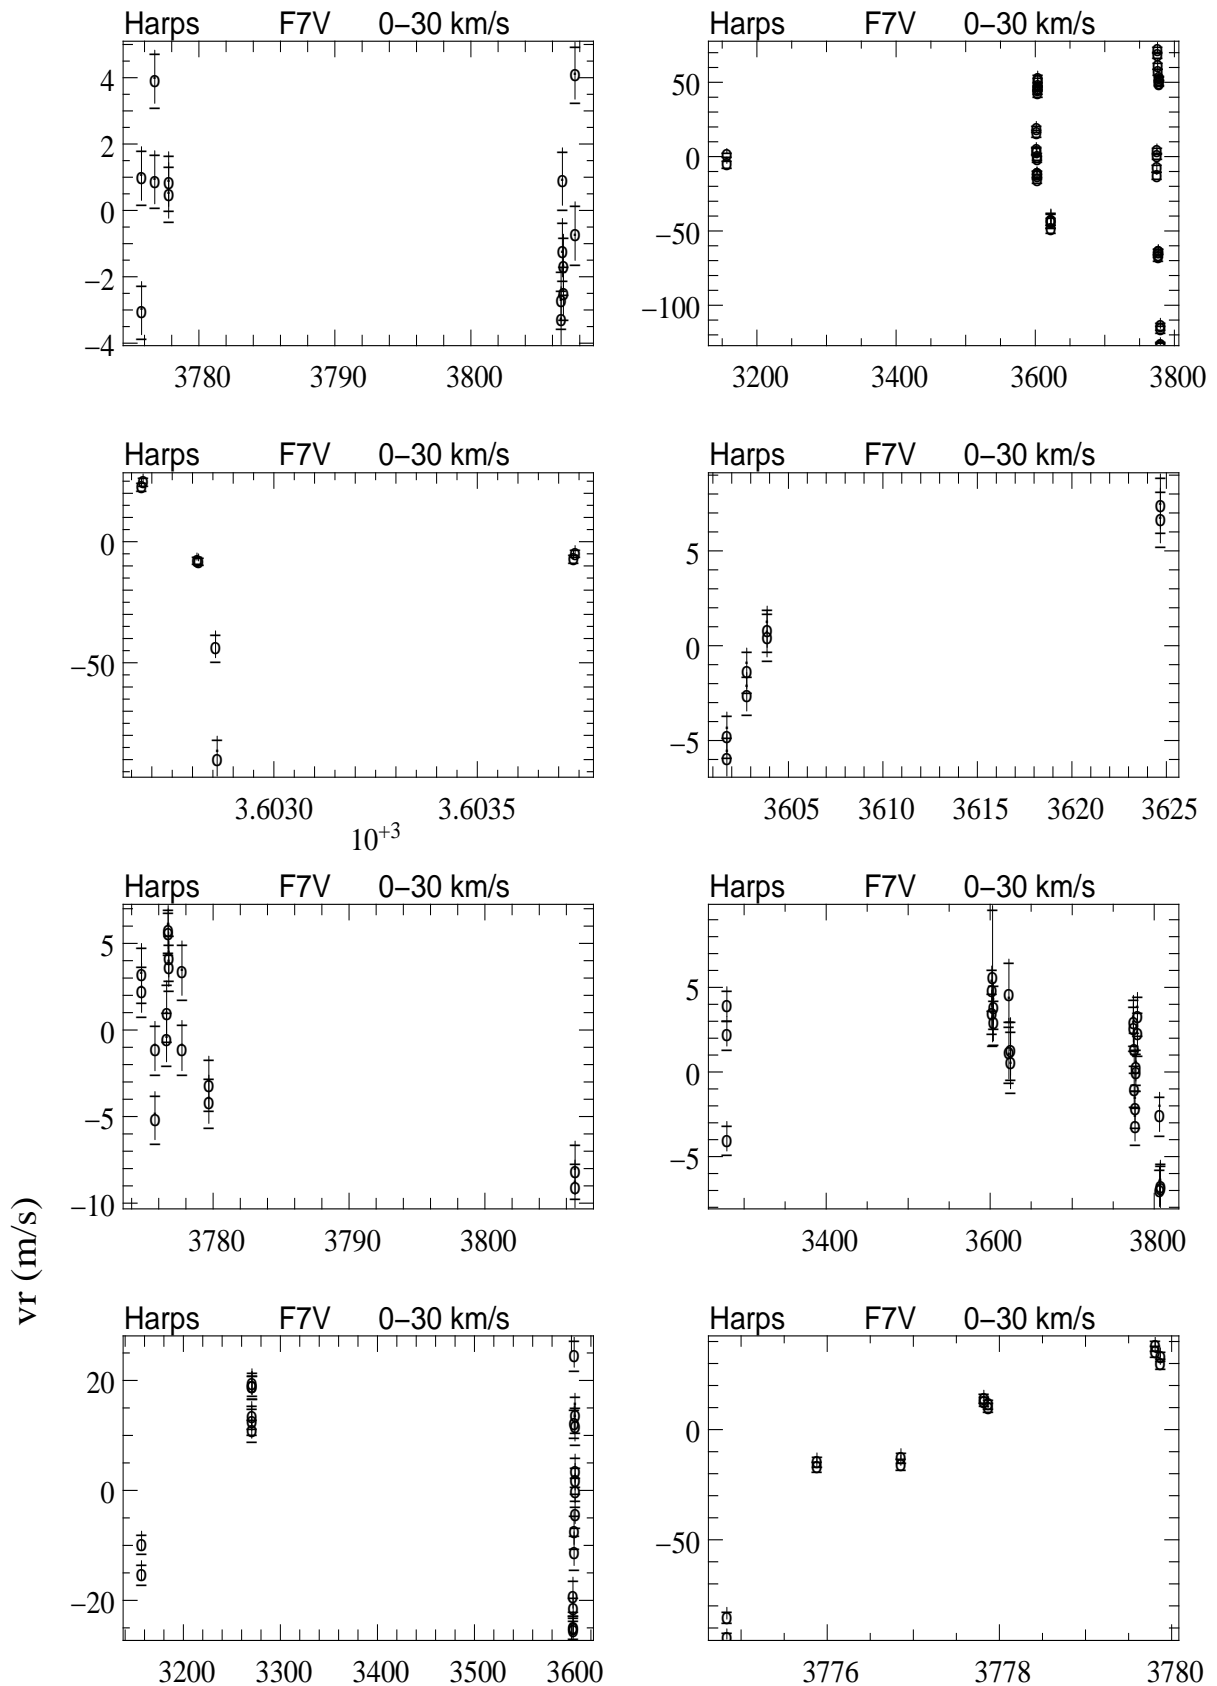 Harps F7V 0–30 km/s Harps F7V 0–30 km/s
4 2 0 −2 −4
50 0 −50 −100
3780 3790 3800 3200 3400 3600 3800
Harps F7V 0–30 km/s Harps F7V 0–30 km/s
0 −50
5 0 −5
3.6030 3.6035 3605 3610 3615 3620 3625
10+3
Harps F7V 0–30 km/s Harps F7V 0–30 km/s
5 0 −5 −10
5 0 −5
3780 3790 3800 3400 3600 3800
vr (m/s)
Harps F7V 0–30 km/s Harps F7V 0–30 km/s
20 0 −20
0 −50
3200 3300 3400 3500 3600 3776 3778 3780